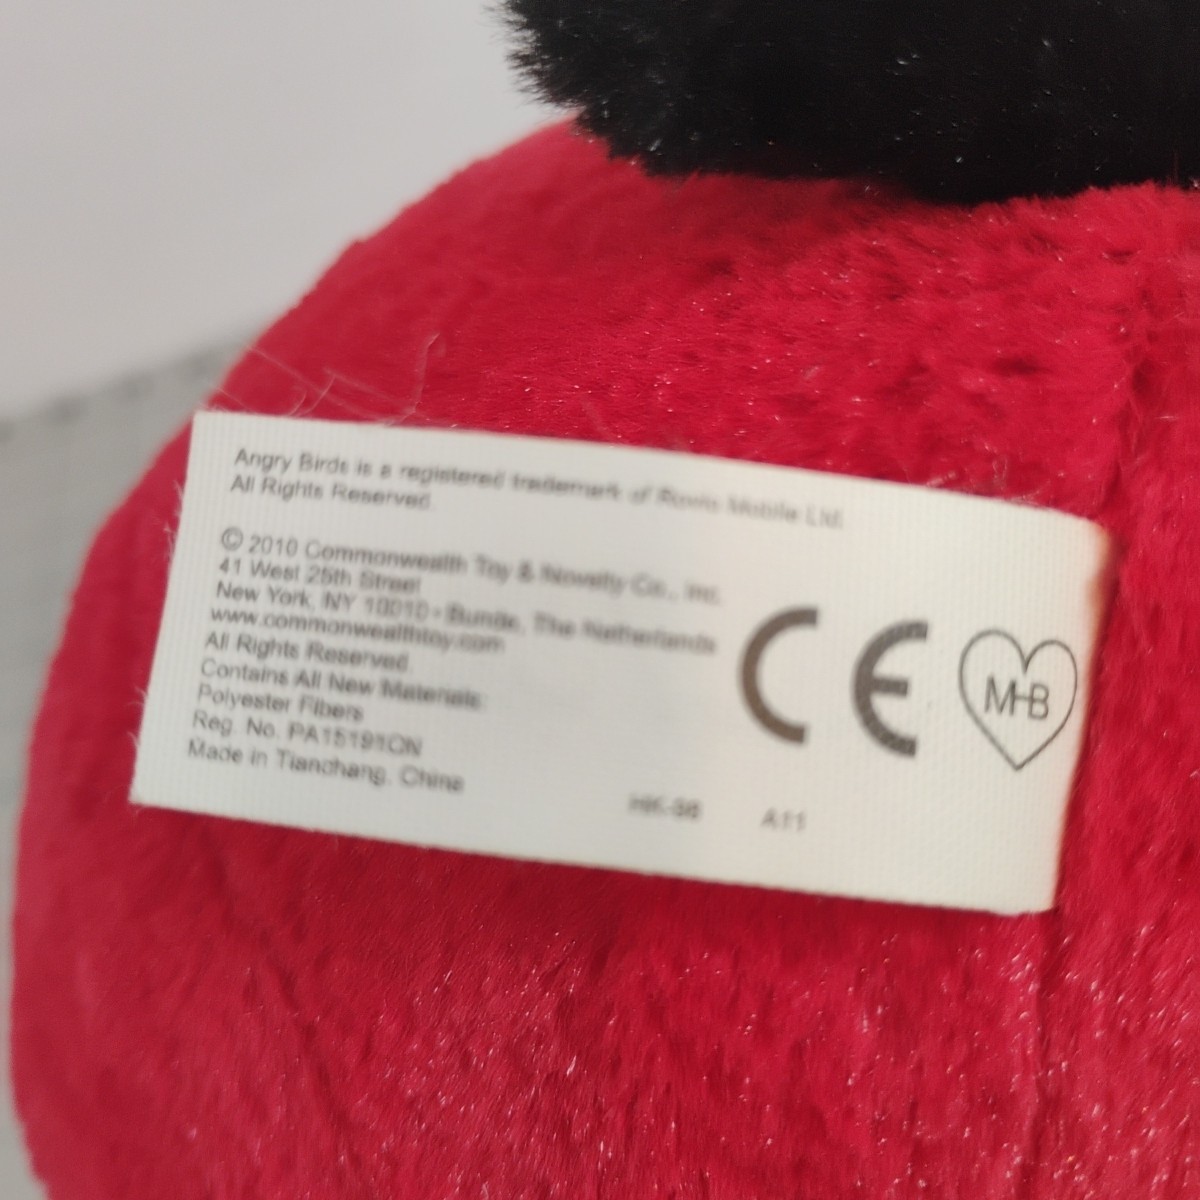 Angry Birds is a registered trademark of Rovio Mobile Ltd.
All Rights Reserved.
© 2010 Commonwealth Toy & Novelty Co., Inc.
41 West 25th Street
New York, NY 10010 - Bunde, The Netherlands
www.commonwealthtoy.com
All Rights Reserved.
Contains All New Materials:
Polyester Fibers
Reg. No. PA15191CN
Made in Tianchang, China
CE
M-B
A11